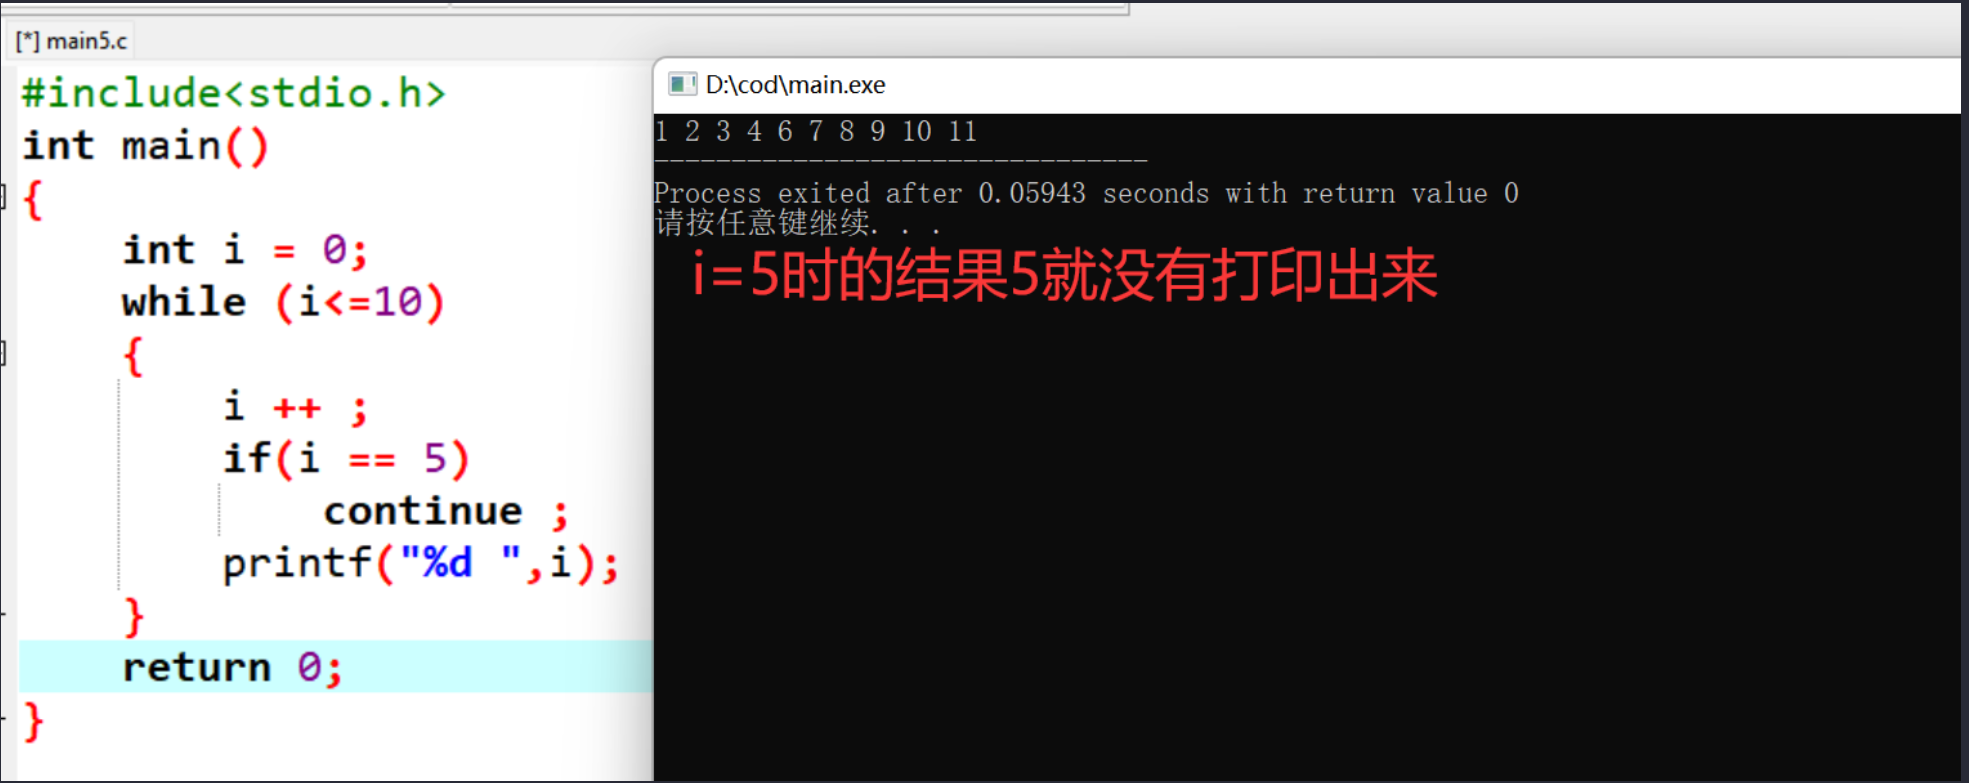 [*] main5.c
#include<stdio.h>
int main()
{
int i = 0;
while (i<=10)
{
i ++ ;
if(i == 5)
continue ;
printf("%d ",i);
}
return 0;
}
D:\cod\main.exe
1 2 3 4 6 7 8 9 10 11
--------------------------------
Process exited after 0.05943 seconds with return value 0
请按任意键继续. . .
i=5时的结果5就没有打印出来